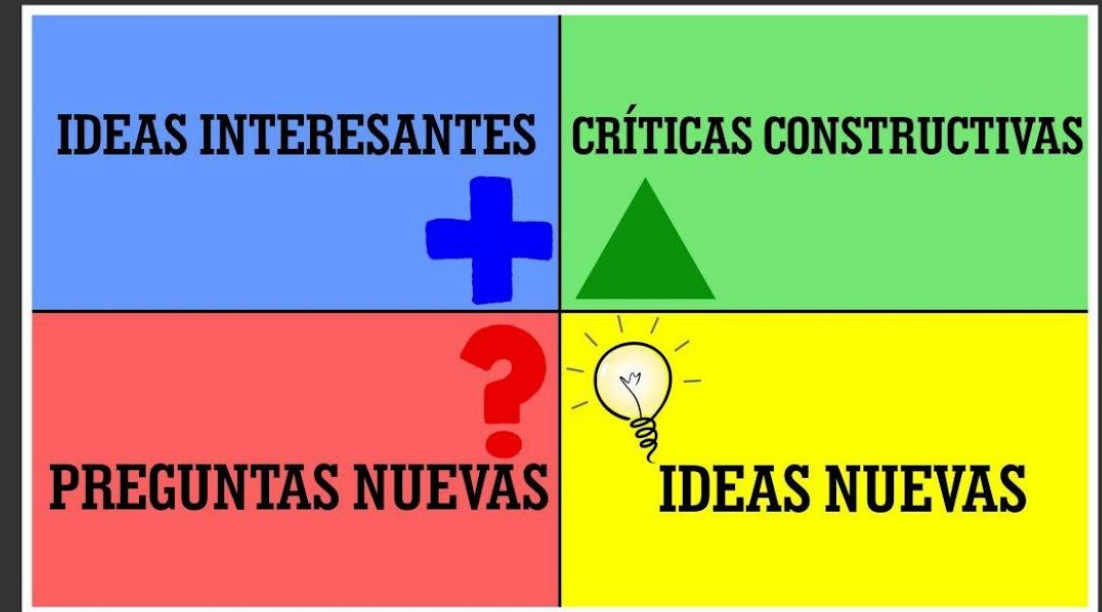 IDEAS INTERESANTES
CRÍTICAS CONSTRUCTIVAS
?
PREGUNTAS NUEVAS
IDEAS NUEVAS